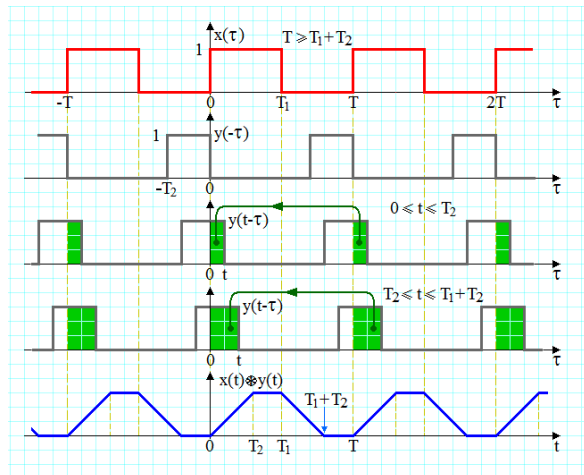 x(τ) T⩾T₁+T₂
1
-T 0 T₁ T 2T τ
y(-τ)
1
-T₂ 0 τ
y(t-τ) 0⩽t⩽T₂
0 t τ
y(t-τ) T₂⩽t⩽T₁+T₂
0 t τ
x(t)⊛y(t) T₁+T₂
0 T₂ T₁ T t